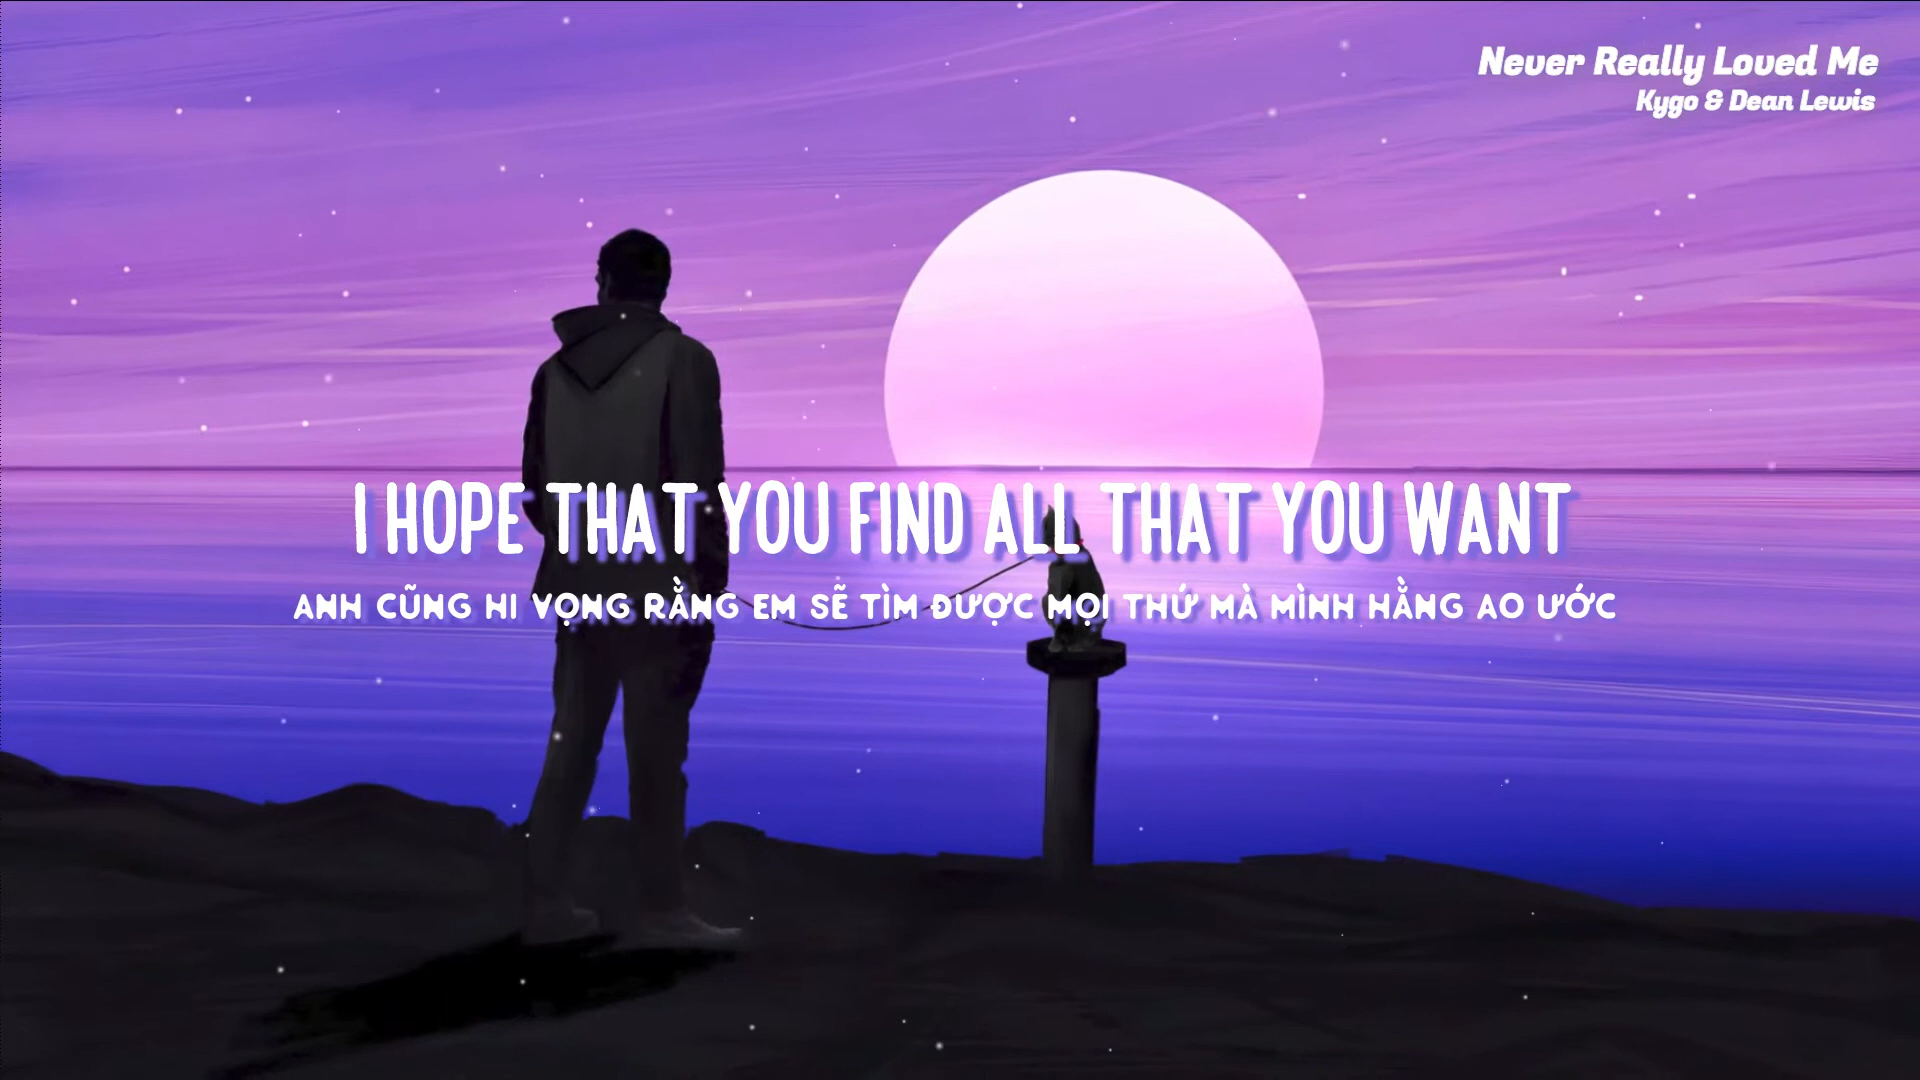 Never Really Loved Me
Kygo & Dean Lewis
I HOPE THAT YOU FIND ALL THAT YOU WANT
ANH CŨNG HI VỌNG RẰNG EM SẼ TÌM ĐƯỢC MỌI THỨ MÀ MÌNH HẰNG AO ƯỚC